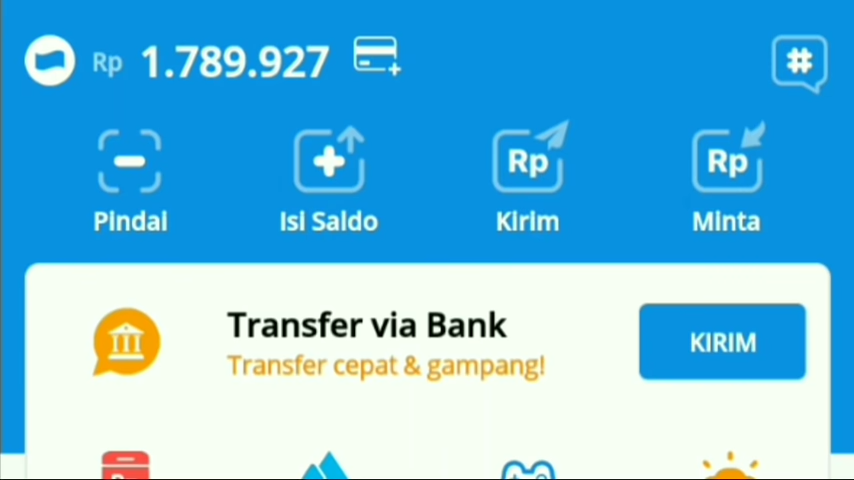 Rp 1.789.927
#
Rp Rp
Pindai Isi Saldo Kirim Minta
Transfer via Bank
Transfer cepat & gampang!
KIRIM